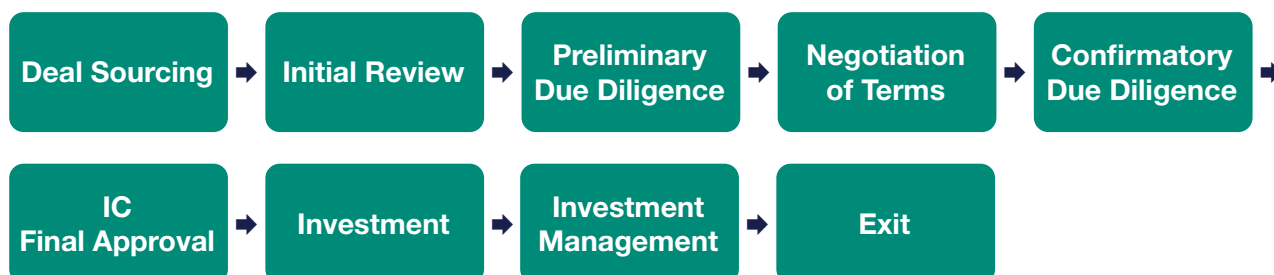 Deal Sourcing
Initial Review
Preliminary
Due Diligence
Negotiation
of Terms
Confirmatory
Due Diligence
IC
Final Approval
Investment
Investment
Management
Exit